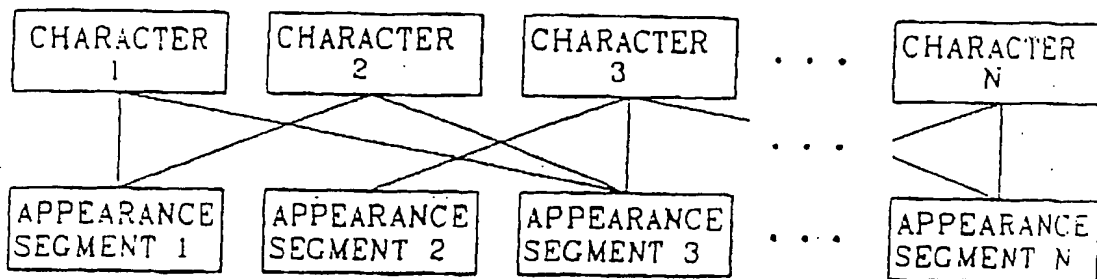 CHARACTER
1
CHARACTER
2
CHARACTER
3
. . .
CHARACTER
N
. . .
APPEARANCE
SEGMENT 1
APPEARANCE
SEGMENT 2
APPEARANCE
SEGMENT 3
. . .
APPEARANCE
SEGMENT N